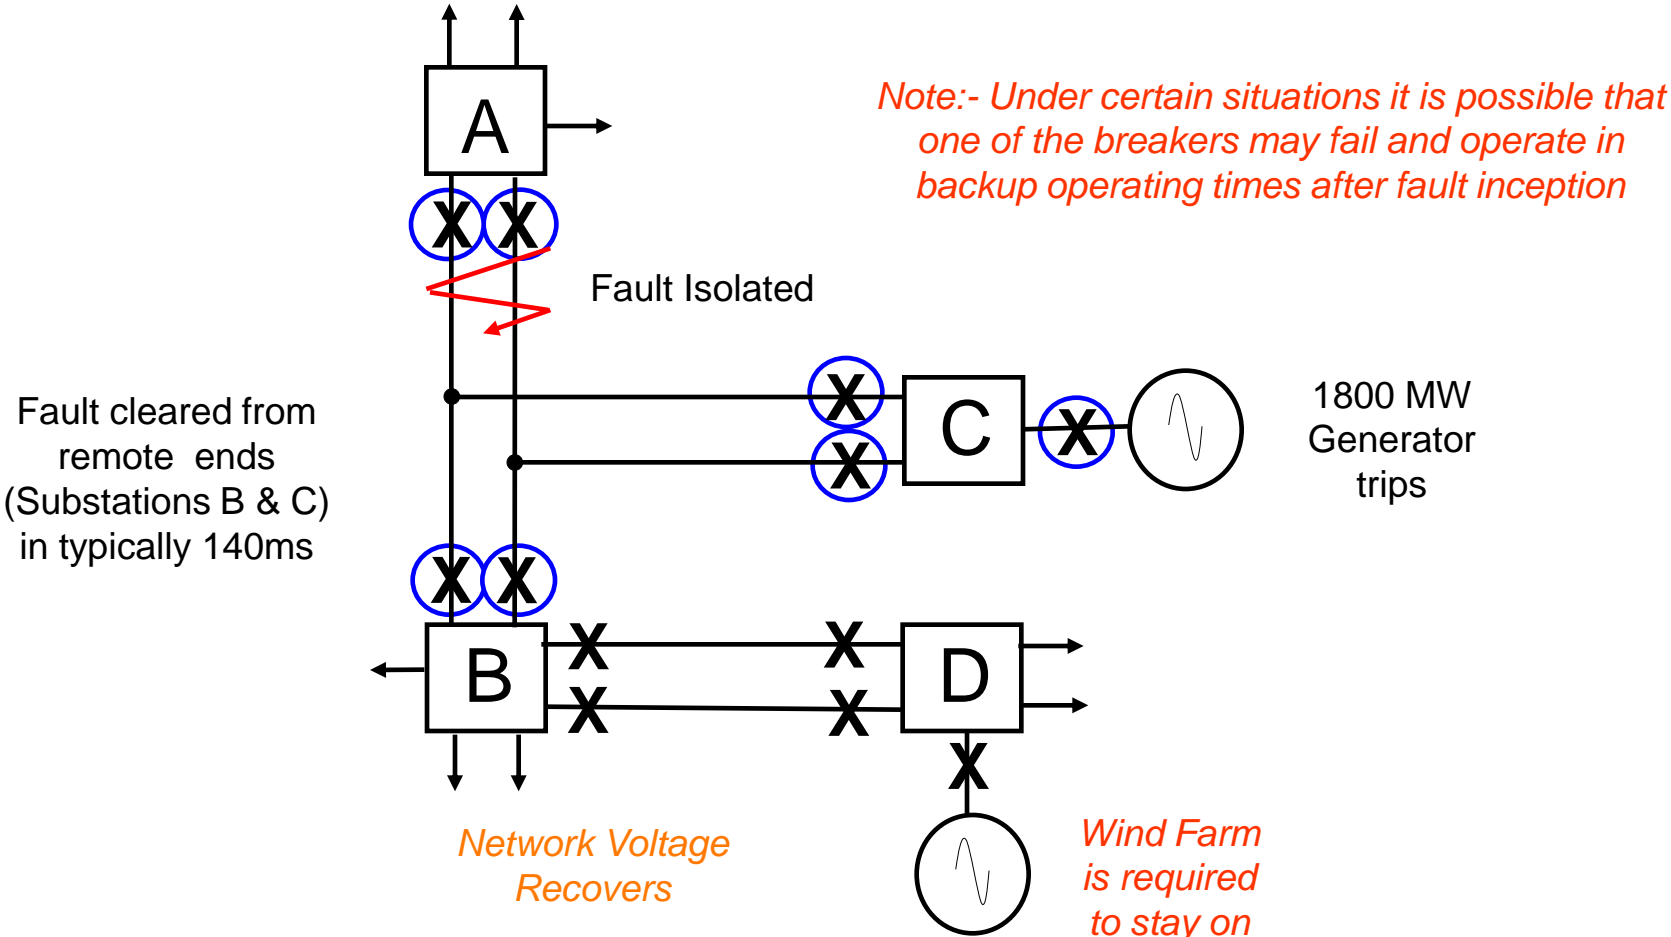 A
Note:- Under certain situations it is possible that
one of the breakers may fail and operate in
backup operating times after fault inception
X X
Fault Isolated
Fault cleared from
remote  ends
(Substations B & C)
in typically 140ms
X
X
C
X
1800 MW
Generator
trips
X X
B
X
X
X
X
D
X
Network Voltage
Recovers
Wind Farm
is required
to stay on